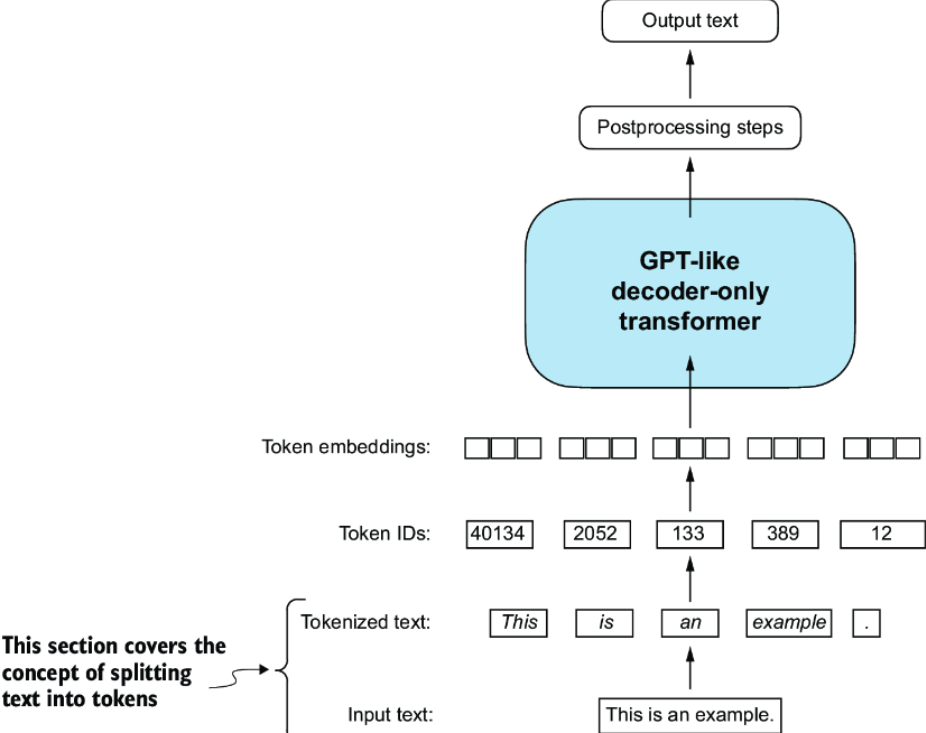 Output text
Postprocessing steps
GPT-like
decoder-only
transformer
Token embeddings:
Token IDs: 40134 2052 133 389 12
Tokenized text: This is an example .
This section covers the
concept of splitting
text into tokens
Input text: This is an example.